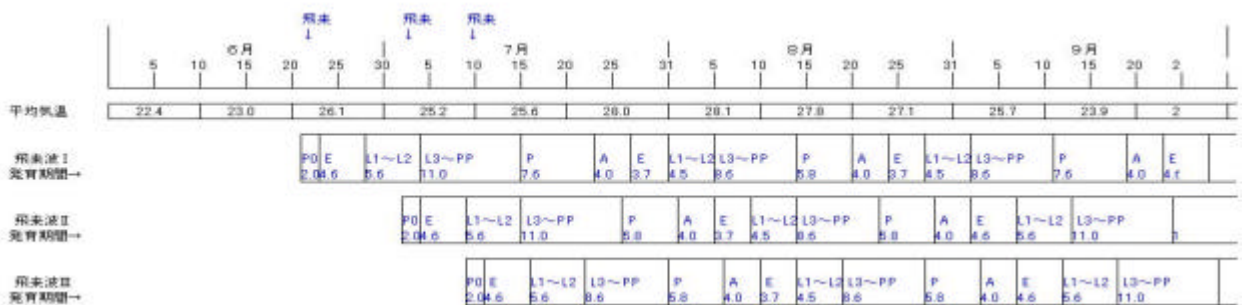 飛来 飛来 飛来
↓ ↓ ↓
6月 7月 8月 9月
5 10 15 20 25 30 5 10 15 20 25 31 5 10 15 20 25 31 5 10 15 20 2
平均気温 22.4 23.0 26.1 25.2 25.6 28.0 28.1 27.8 27.1 25.7 23.9 2
飛来波Ⅰ P0 E L1～L2 L3～PP P A E L1～L2 L3～PP P A E L1～L2 L3～PP P A E
発育期間→ 2.0 4.6 5.6 11.0 7.6 4.0 3.7 4.5 8.6 5.8 4.0 3.7 4.5 8.6 7.6 4.0
飛来波Ⅱ P0 E L1～L2 L3～PP P A E L1～L2 L3～PP P A E L1～L2 L3～PP
発育期間→ 2.0 4.6 5.6 11.0 5.8 4.0 3.7 4.5 8.6 5.8 4.0 4.6 5.6 11.0 1
飛来波Ⅲ P0 E L1～L2 L3～PP P A E L1～L2 L3～PP P A E L1～L2 L3～PP
発育期間→ 2.0 4.6 5.6 8.6 5.8 4.0 3.7 4.5 8.6 5.8 4.0 4.6 5.6 11.0